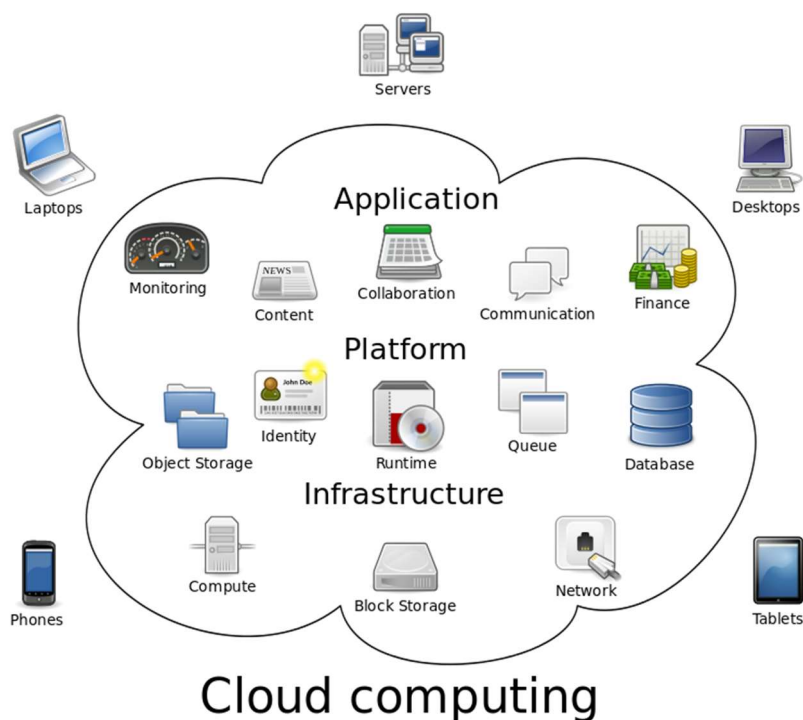 Servers
Laptops
Desktops
Application
Monitoring
NEWS
Content
Collaboration
Communication
Finance
Platform
Object Storage
John Doe
Identity
Runtime
Queue
Database
Infrastructure
Compute
Block Storage
Network
Phones
Tablets
Cloud computing